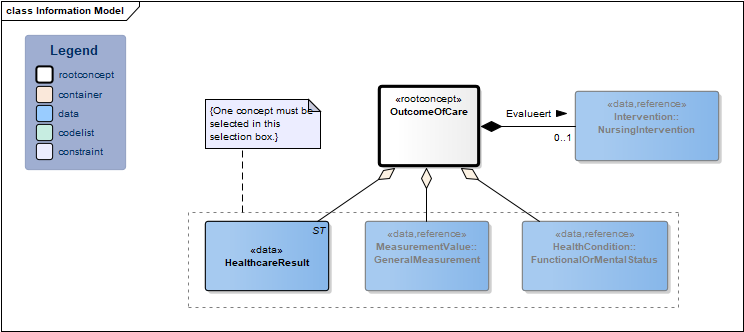 class Information Model
Legend
rootconcept
container
data
codelist
constraint
{One concept must be
selected in this
selection box.}
«rootconcept»
OutcomeOfCare
Evalueert
0..1
«data,reference»
Intervention::
NursingIntervention
ST
«data»
HealthcareResult
«data,reference»
MeasurementValue::
GeneralMeasurement
«data,reference»
HealthCondition::
FunctionalOrMentalStatus